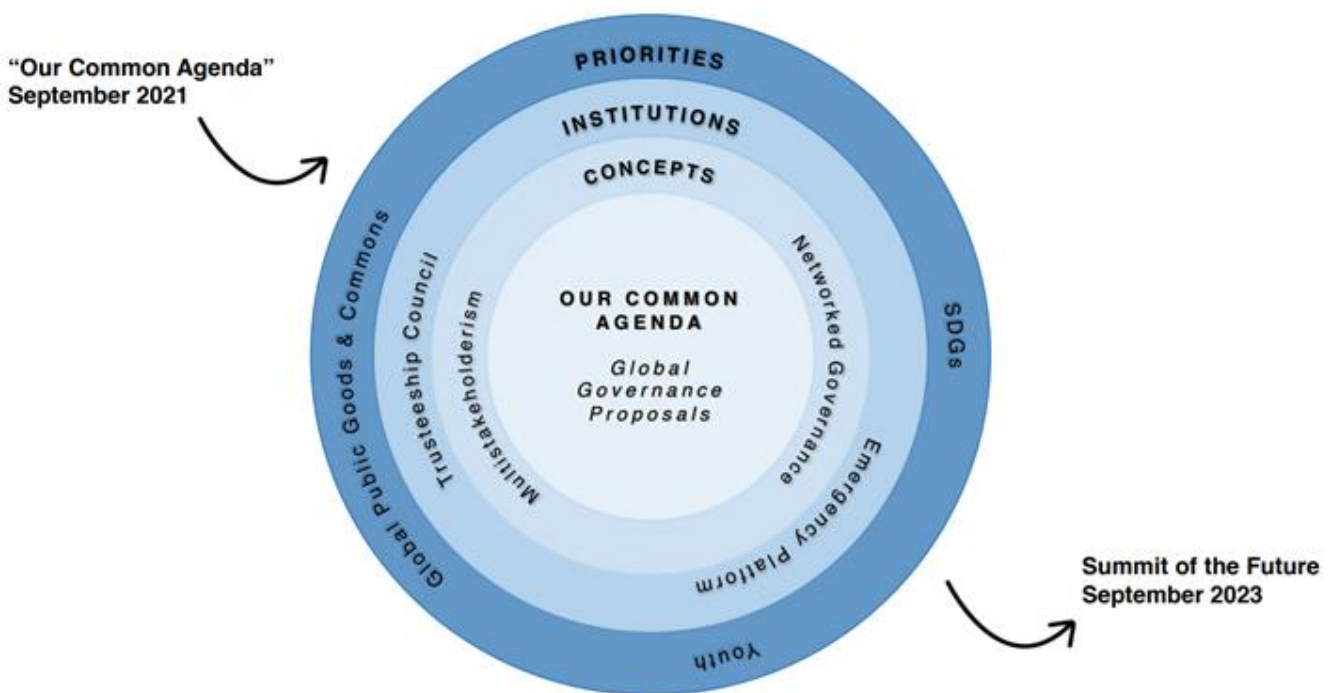 “Our Common Agenda”
September 2021
PRIORITIES
INSTITUTIONS
CONCEPTS
Global Public Goods & Commons
Trusteeship Council
Multistakeholderism
OUR COMMON
AGENDA
Global
Governance
Proposals
Networked Governance
Emergency Platform
SDGs
Youth
Summit of the Future
September 2023